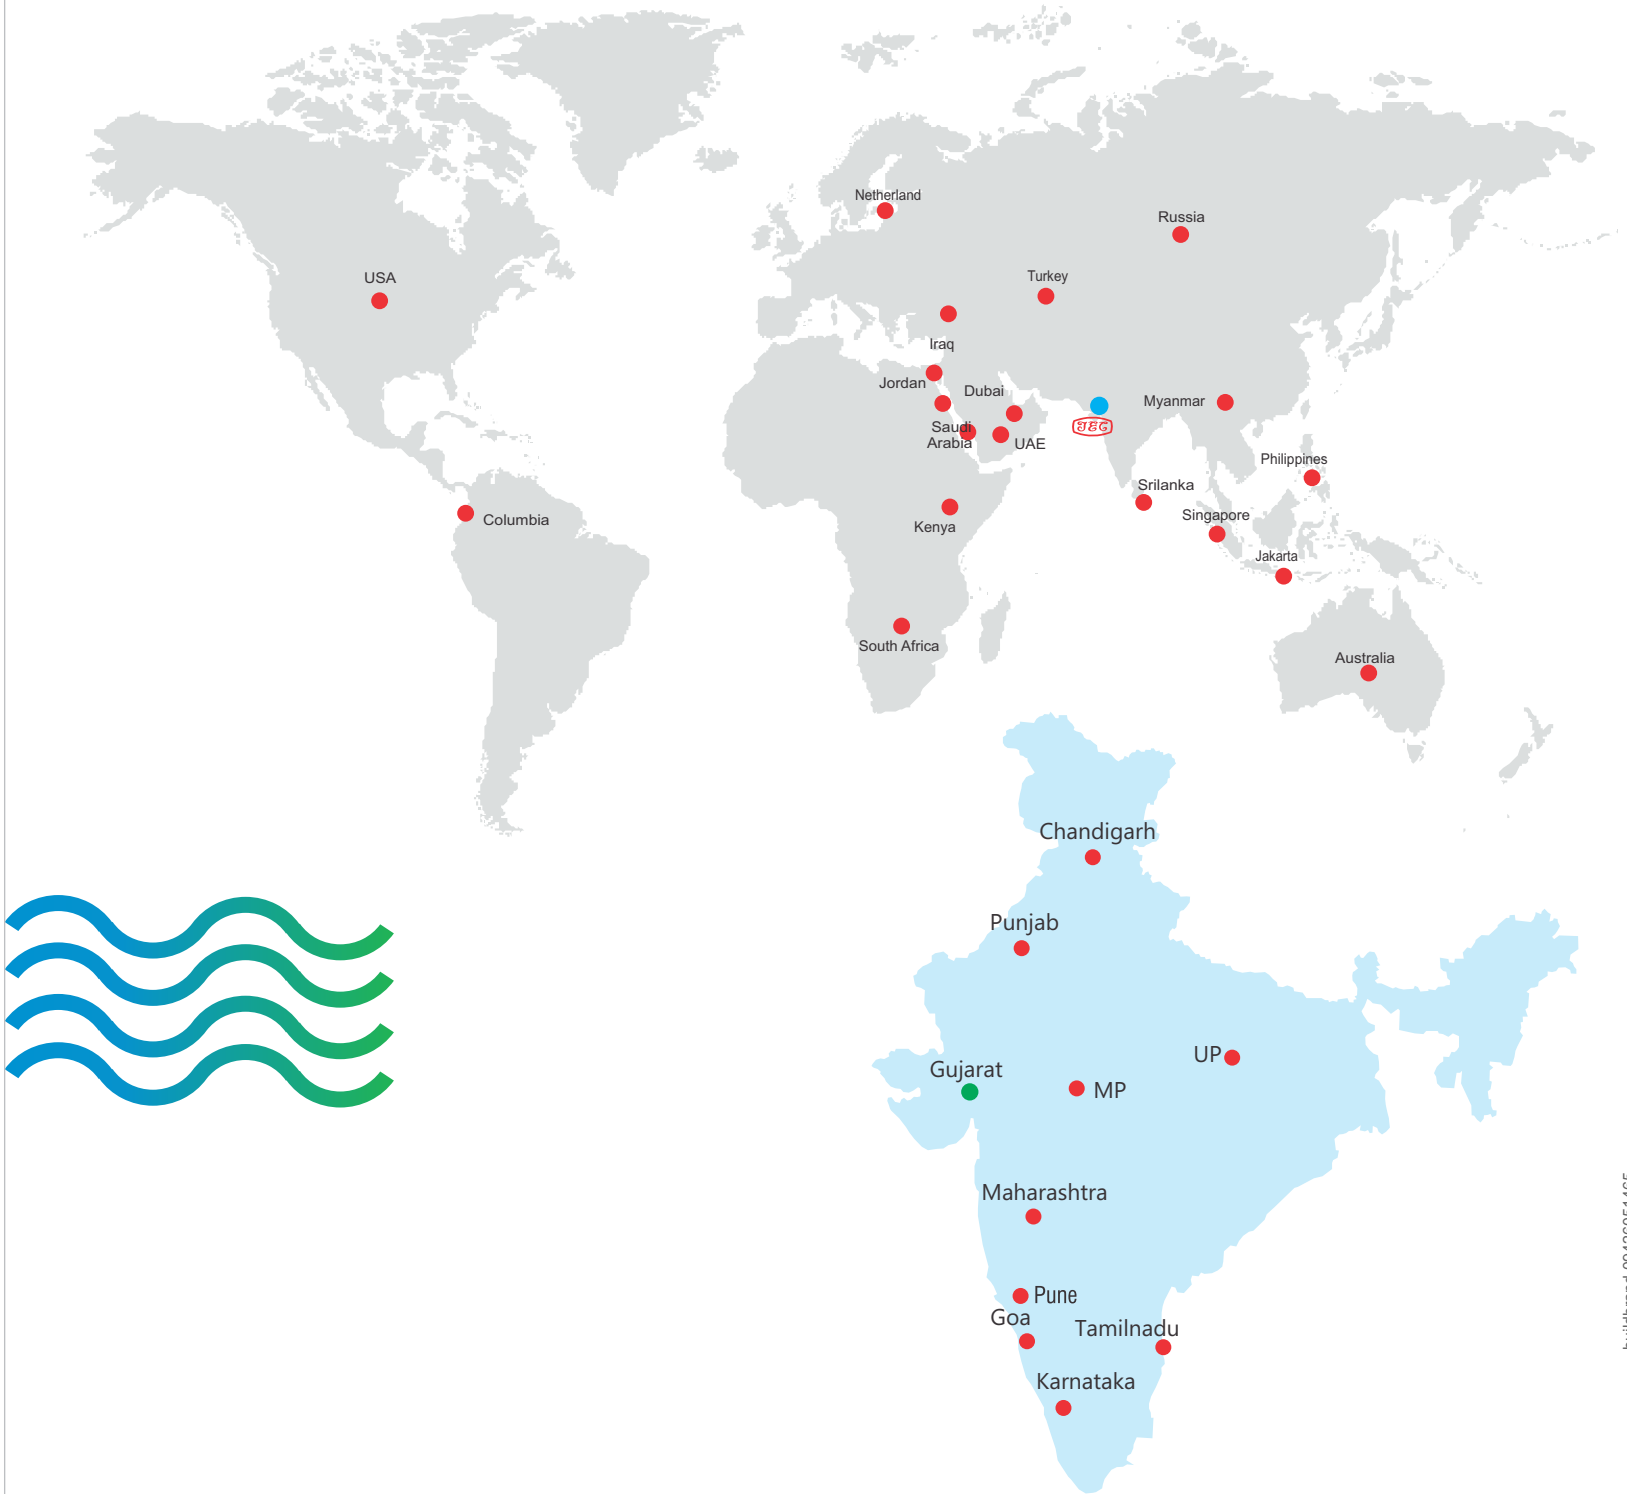 Netherland
Russia
USA
Turkey
Iraq
Jordan
Dubai
Myanmar
Saudi
Arabia
UAE
JEC
Philippines
Srilanka
Singapore
Columbia
Kenya
Jakarta
South Africa
Australia
Chandigarh
Punjab
UP
Gujarat
MP
Maharashtra
Pune
Goa
Tamilnadu
Karnataka